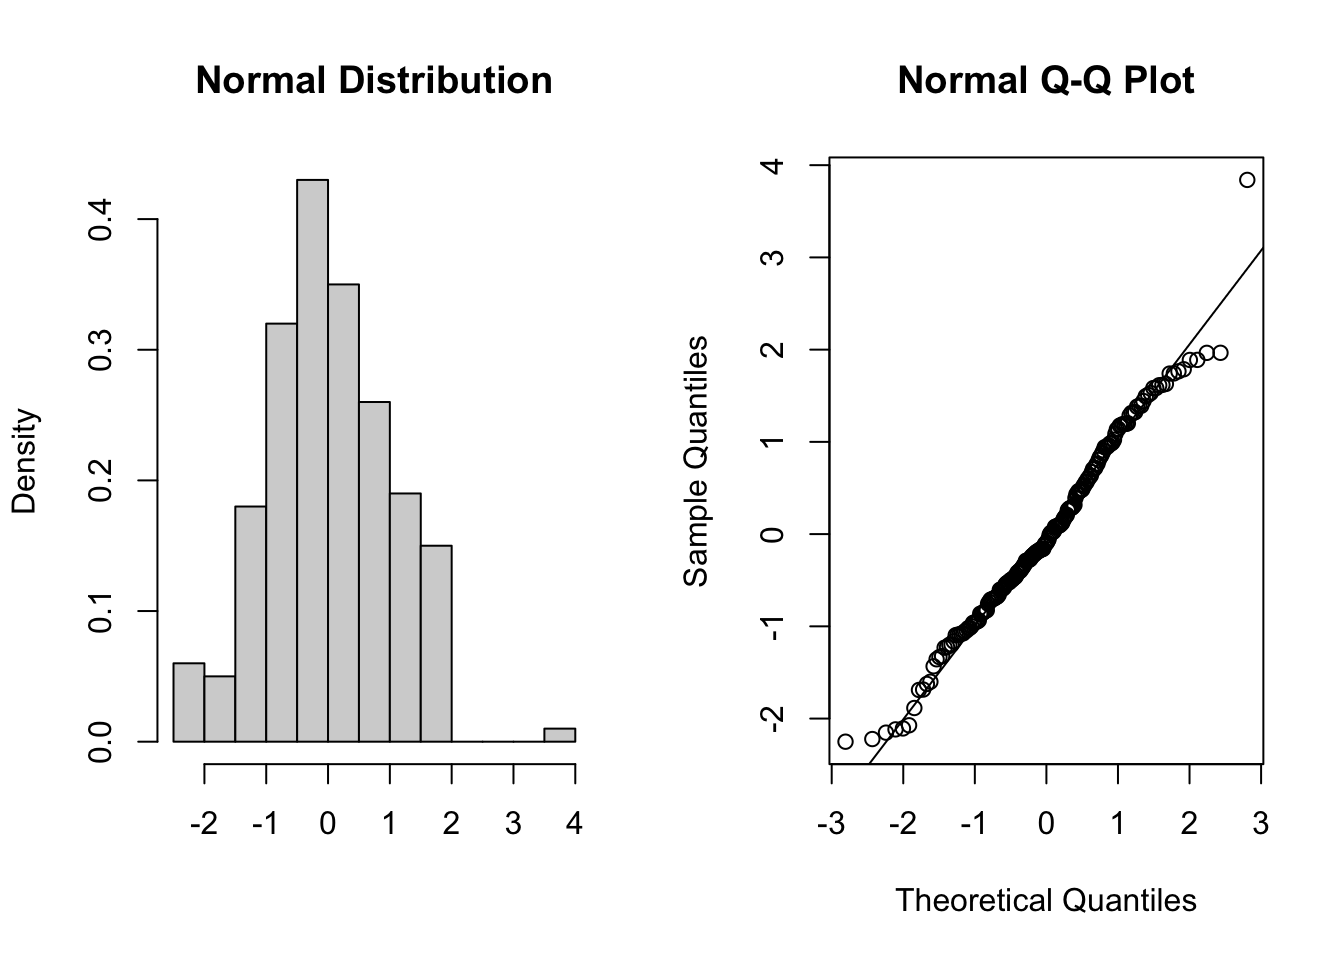 Normal Distribution
Density
0.0 0.1 0.2 0.3 0.4
-2 -1 0 1 2 3 4
Normal Q-Q Plot
Sample Quantiles
-2 -1 0 1 2 3 4
-3 -2 -1 0 1 2 3
Theoretical Quantiles